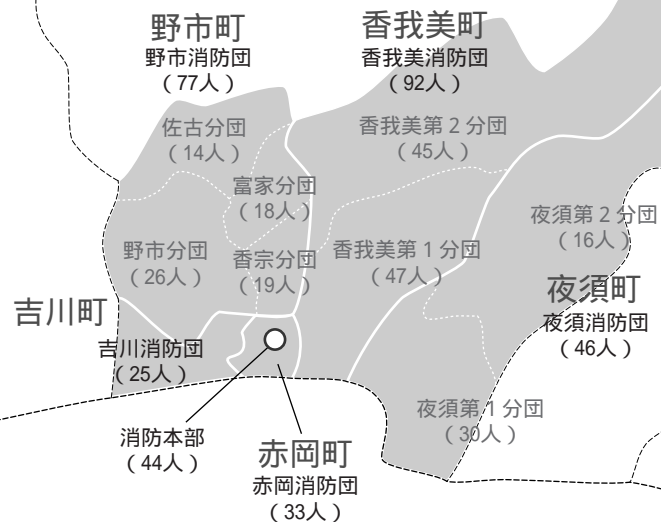 野市町
野市消防団
(77人)
香我美町
香我美消防団
(92人)
佐古分団
(14人)
香我美第2分団
(45人)
富家分団
(18人)
夜須第2分団
(16人)
野市分団
(26人)
香宗分団
(19人)
香我美第1分団
(47人)
吉川町
吉川消防団
(25人)
夜須町
夜須消防団
(46人)
夜須第1分団
(30人)
消防本部
(44人)
赤岡町
赤岡消防団
(33人)